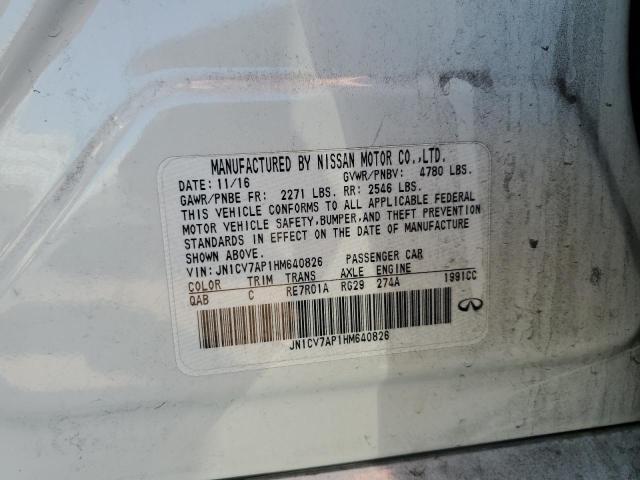 MANUFACTURED BY NISSAN MOTOR CO.,LTD.
DATE: 11/16 GVWR/PNBV: 4780 LBS.
GAWR/PNBE FR: 2271 LBS. RR: 2546 LBS.
THIS VEHICLE CONFORMS TO ALL APPLICABLE FEDERAL
MOTOR VEHICLE SAFETY,BUMPER,AND THEFT PREVENTION
STANDARDS IN EFFECT ON THE DATE OF MANUFACTURE
SHOWN ABOVE.
VIN: JN1CV7AP1HM640826 PASSENGER CAR
COLOR TRIM TRANS AXLE ENGINE
QAB C RE7R01A RG29 274A 1991CC
JN1CV7AP1HM640826